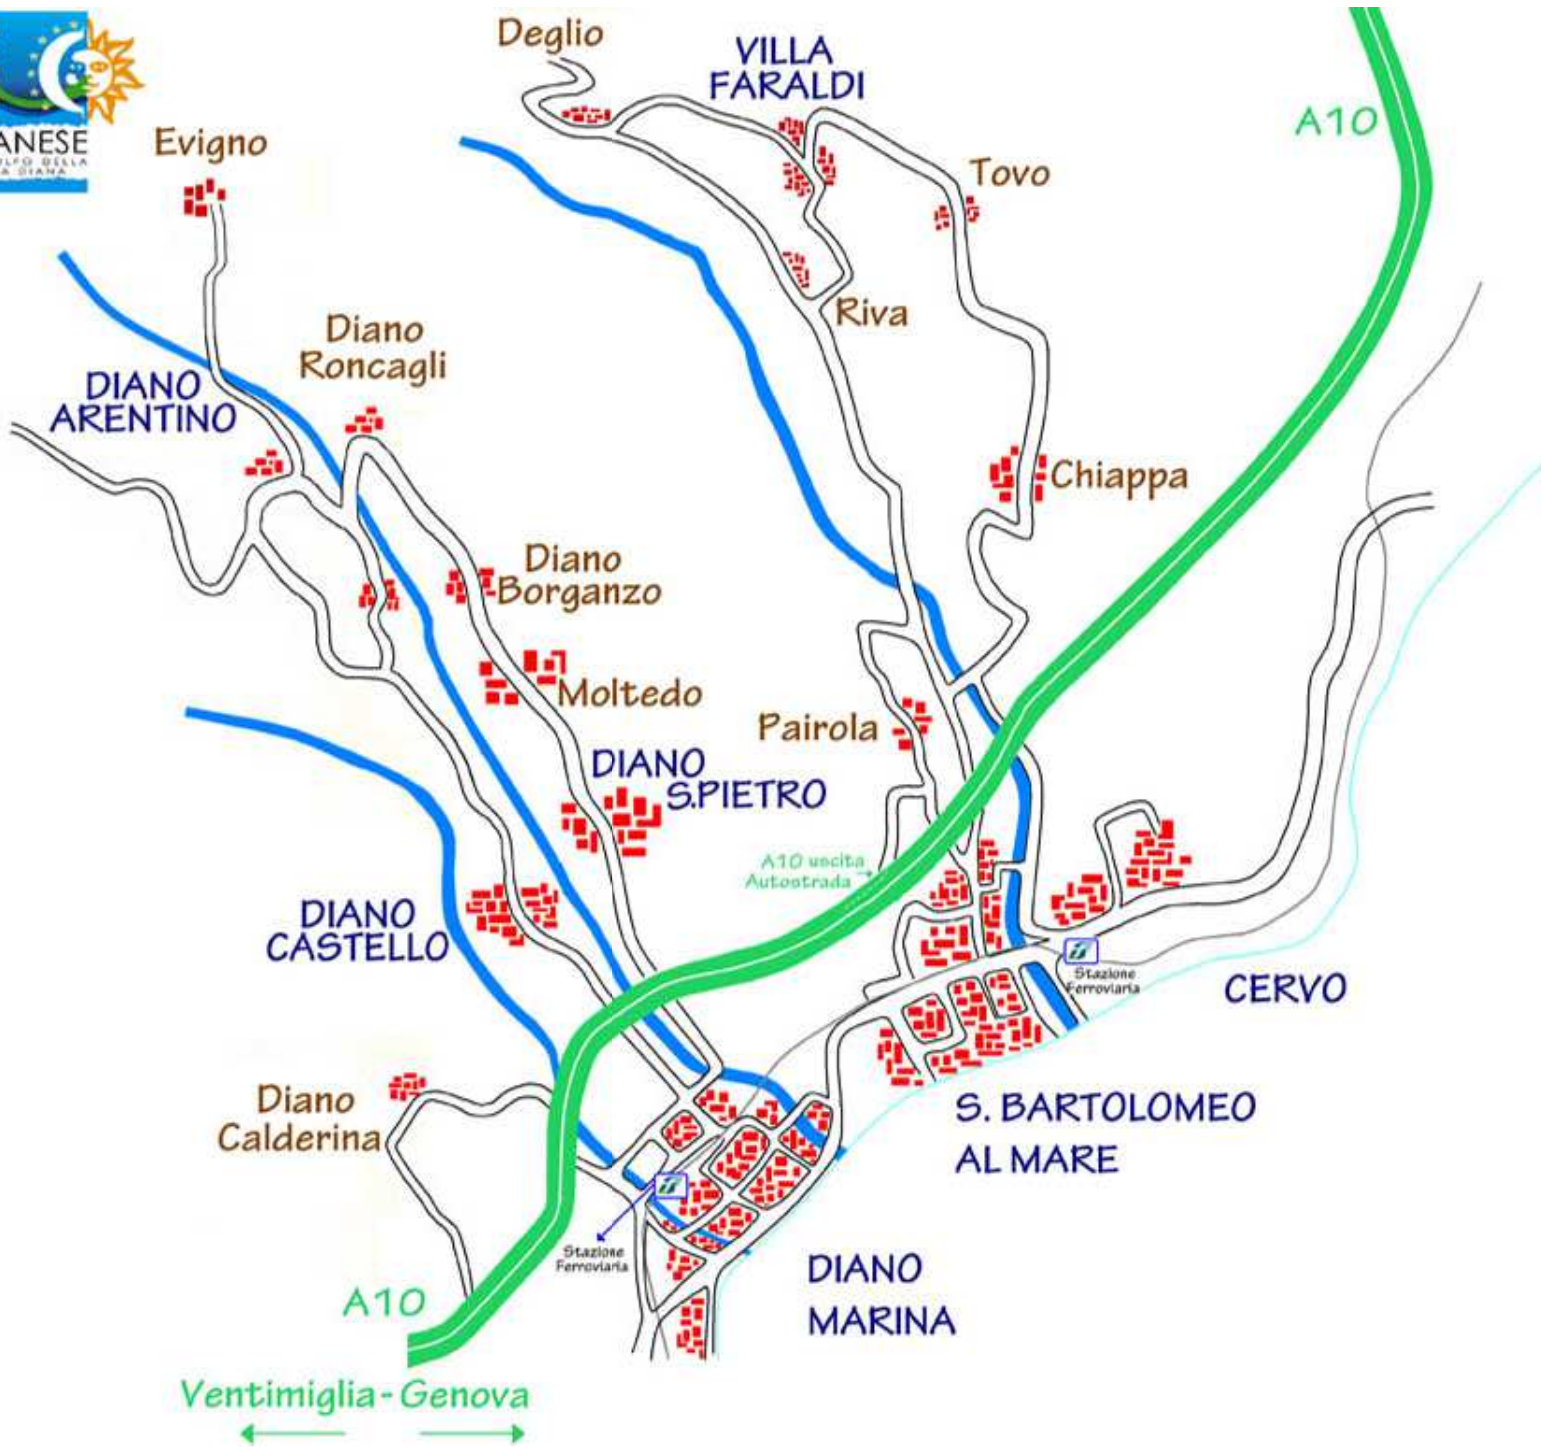 Deglio
VILLA
FARALDI
A10
ANESE
Evigno
Tovo
Diano
Roncagli
Riva
DIANO
ARENTINO
Chiappa
Diano
Borganzo
Moltedo
Pairola
DIANO
S.PIETRO
A10 uscita
Autostrada
DIANO
CASTELLO
Stazione
Ferroviaria
CERVO
Diano
Calderina
S. BARTOLOMEO
AL MARE
Stazione
Ferroviaria
DIANO
MARINA
A10
Ventimiglia - Genova